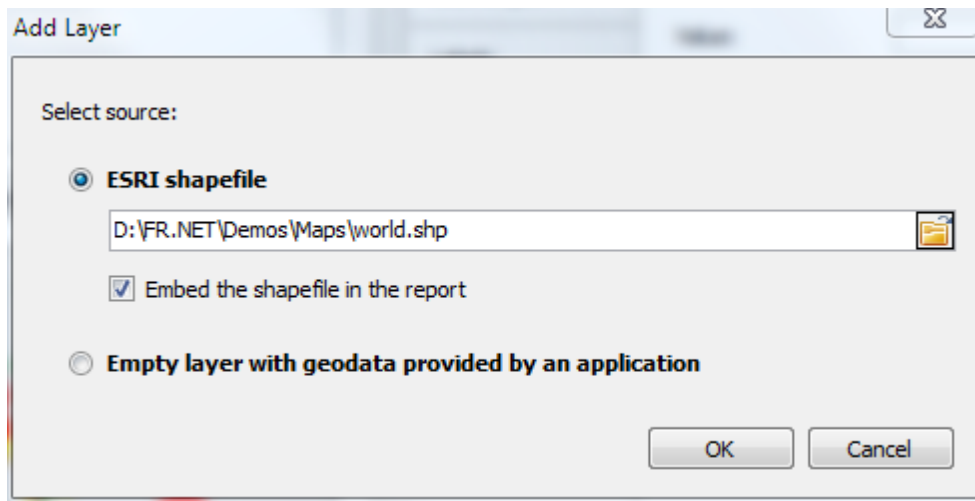 Add Layer
Select source:
ESRI shapefile
D:\FR.NET\Demos\Maps\world.shp
Embed the shapefile in the report
Empty layer with geodata provided by an application
OK
Cancel